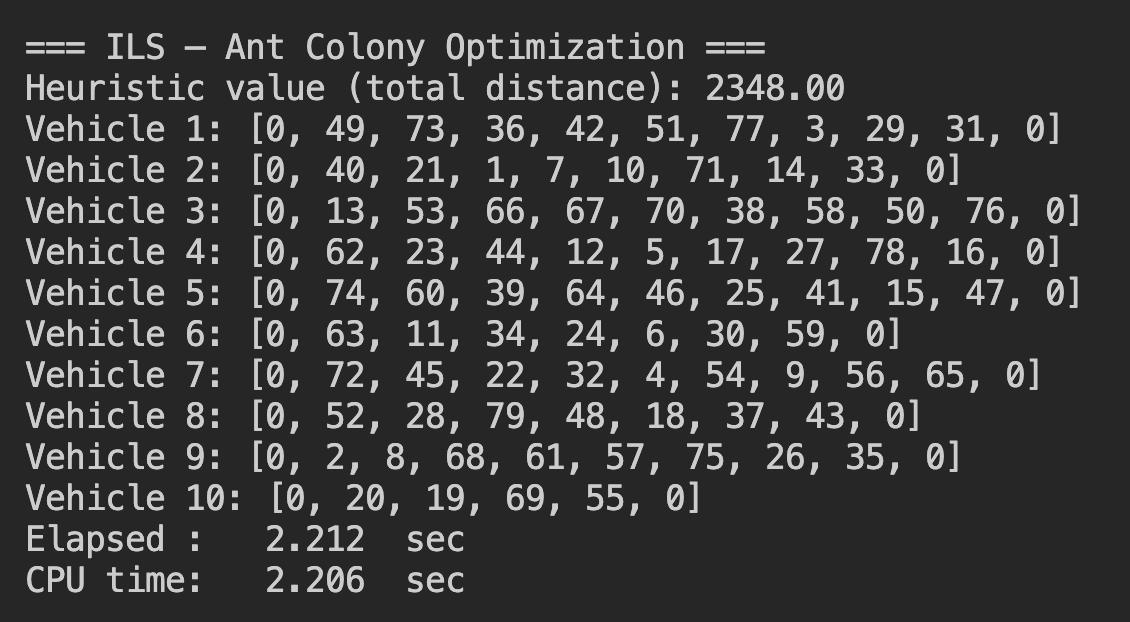 === ILS — Ant Colony Optimization ===
Heuristic value (total distance): 2348.00
Vehicle 1: [0, 49, 73, 36, 42, 51, 77, 3, 29, 31, 0]
Vehicle 2: [0, 40, 21, 1, 7, 10, 71, 14, 33, 0]
Vehicle 3: [0, 13, 53, 66, 67, 70, 38, 58, 50, 76, 0]
Vehicle 4: [0, 62, 23, 44, 12, 5, 17, 27, 78, 16, 0]
Vehicle 5: [0, 74, 60, 39, 64, 46, 25, 41, 15, 47, 0]
Vehicle 6: [0, 63, 11, 34, 24, 6, 30, 59, 0]
Vehicle 7: [0, 72, 45, 22, 32, 4, 54, 9, 56, 65, 0]
Vehicle 8: [0, 52, 28, 79, 48, 18, 37, 43, 0]
Vehicle 9: [0, 2, 8, 68, 61, 57, 75, 26, 35, 0]
Vehicle 10: [0, 20, 19, 69, 55, 0]
Elapsed :   2.212  sec
CPU time:   2.206  sec